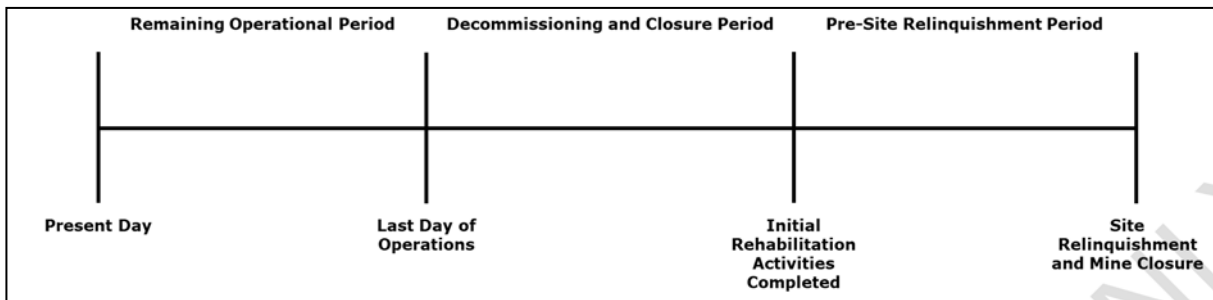 Remaining Operational Period
Decommissioning and Closure Period
Pre-Site Relinquishment Period
Present Day
Last Day of
Operations
Initial
Rehabilitation
Activities
Completed
Site
Relinquishment
and Mine Closure